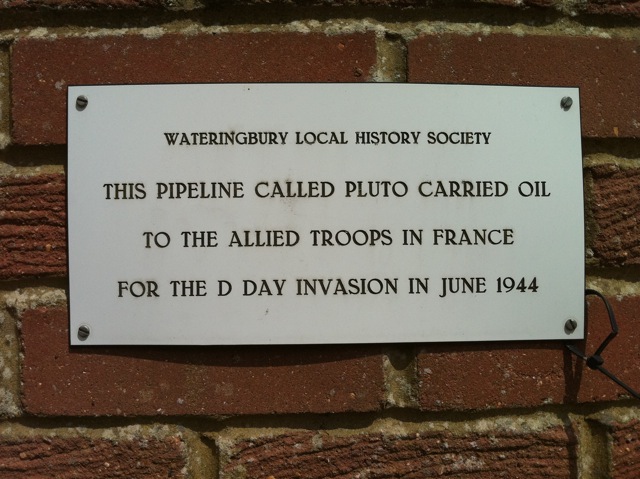 WATERINGBURY LOCAL HISTORY SOCIETY
THIS PIPELINE CALLED PLUTO CARRIED OIL
TO THE ALLIED TROOPS IN FRANCE
FOR THE D DAY INVASION IN JUNE 1944